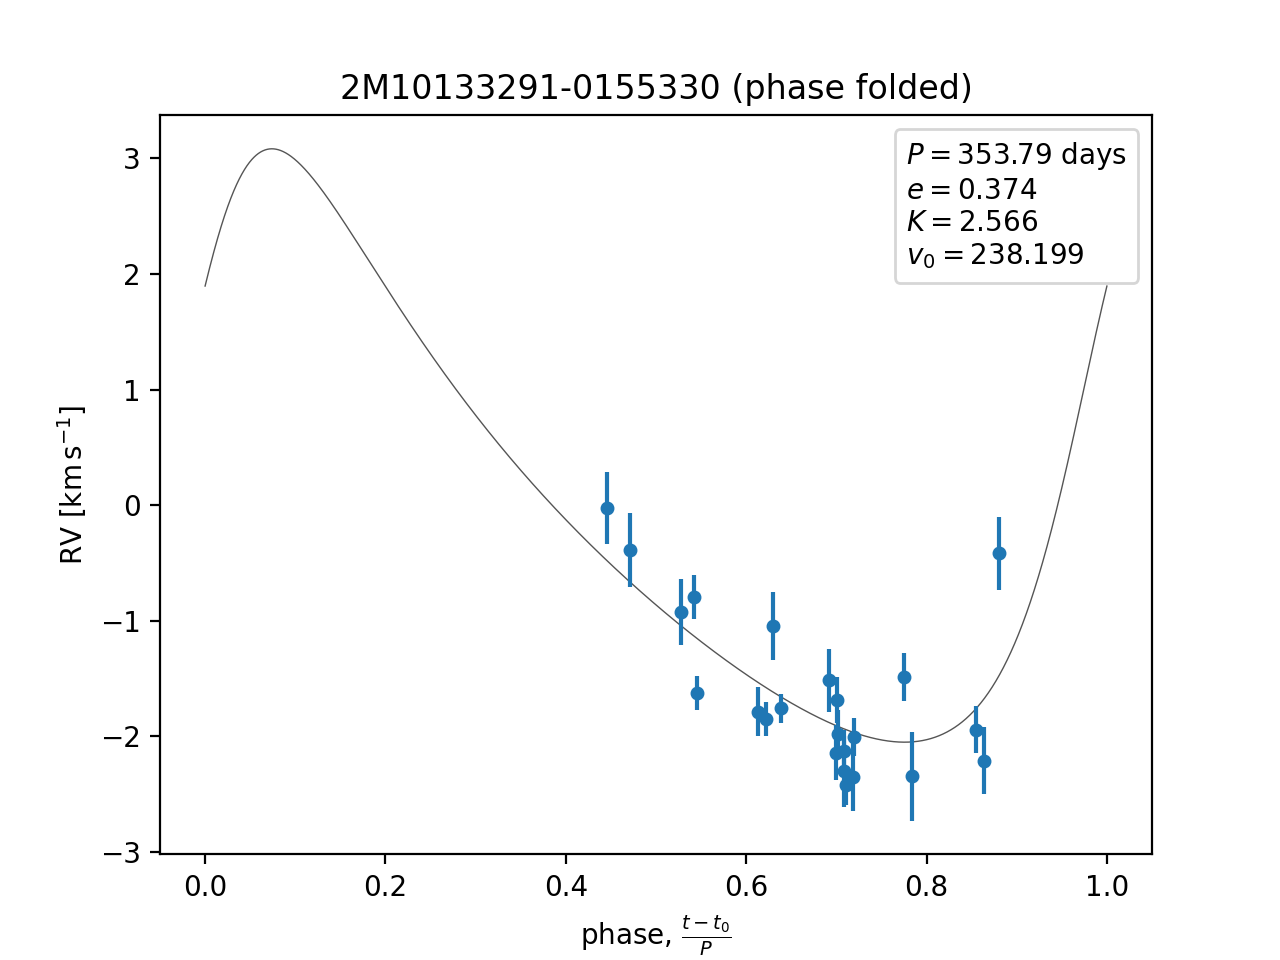 2M10133291-0155330 (phase folded)
P = 353.79 days
e = 0.374
K = 2.566
v₀ = 238.199
3
2
1
0
−1
−2
−3
RV [km s⁻¹]
0.0 0.2 0.4 0.6 0.8 1.0
phase, (t − t₀)/P